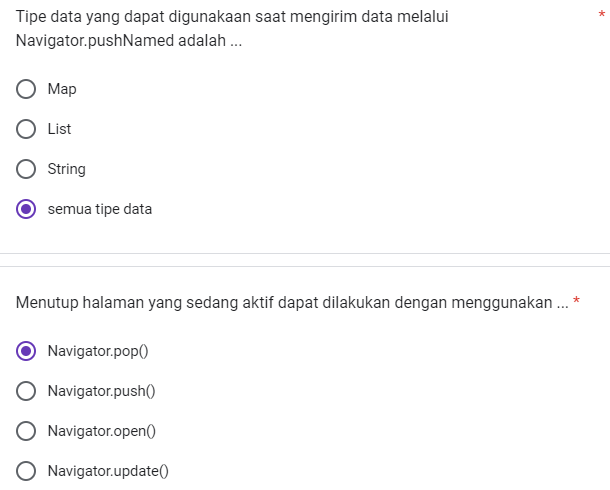 Tipe data yang dapat digunakaan saat mengirim data melalui *
Navigator.pushNamed adalah ...
Map
List
String
semua tipe data
Menutup halaman yang sedang aktif dapat dilakukan dengan menggunakan ... *
Navigator.pop()
Navigator.push()
Navigator.open()
Navigator.update()